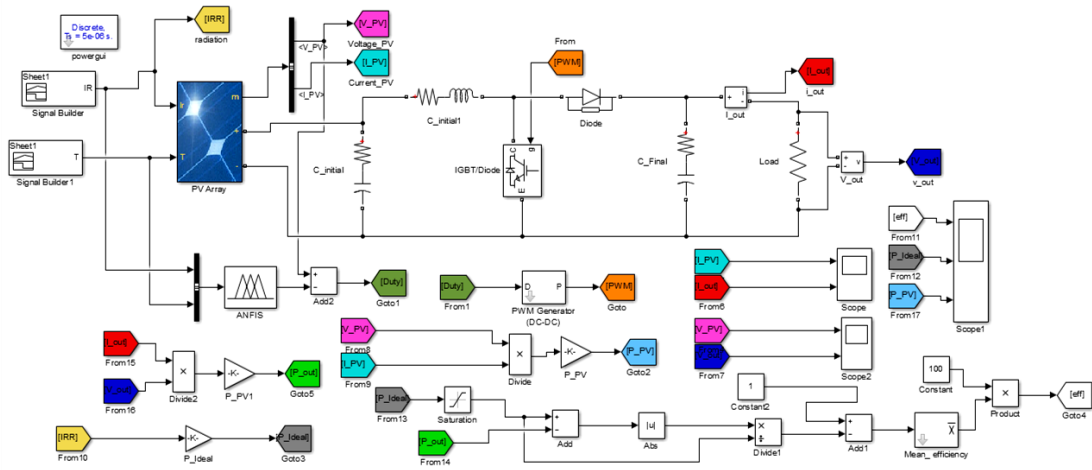 Discrete,
Ts = 5e-06 s.
powergui
[IRR]
radiation
<V_PV>
<I_PV>
[V_PV]
Voltage_PV
[I_PV]
Current_PV
From
[PWM]
[I_out]
i_out
Sheet1
IR
Signal Builder
Ir
T
m
+
-
PV Array
C_initial1
Diode
+
-
i
I_out
Sheet1
T
Signal Builder1
C_initial
C
g
E
IGBT/Diode
C_Final
Load
+
-
v
V_out
v_out
[eff]
From11
[P_Ideal]
From12
[P_PV]
From17
Scope1
ANFIS
+
-
Add2
[Duty]
Goto1
[Duty]
From1
D
P
PWM Generator
(DC-DC)
[PWM]
Goto
[I_PV]
[I_out]
From6
Scope
[V_PV]
From7
Scope2
[I_out]
From15
From16
×
Divide2
-K-
P_PV1
[P_out]
Goto5
[V_PV]
From8
[I_PV]
From9
×
Divide
-K-
P_PV
[P_PV]
Goto2
[P_Ideal]
From13
Saturation
[P_out]
From14
+
-
Add
|u|
Abs
×
÷
Divide1
1
Constant2
+
-
Add1
X
Mean_ efficiency
100
Constant
×
Product
[eff]
Goto4
[IRR]
From10
-K-
P_Ideal
[P_Ideal]
Goto3